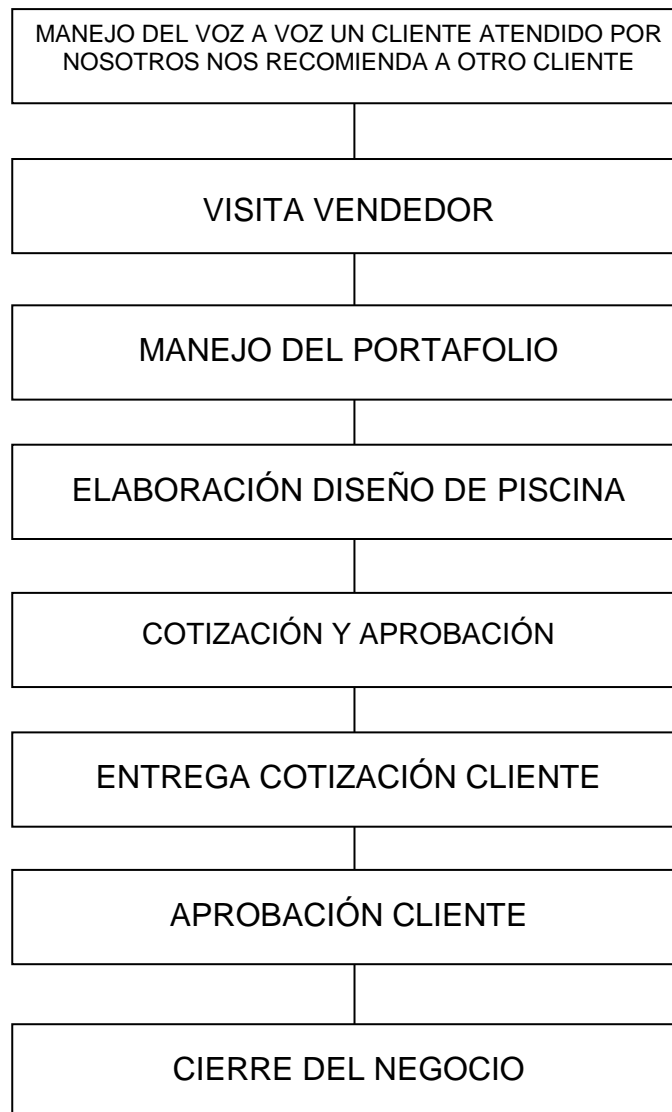 MANEJO DEL VOZ A VOZ UN CLIENTE ATENDIDO POR
NOSOTROS NOS RECOMIENDA A OTRO CLIENTE
VISITA VENDEDOR
MANEJO DEL PORTAFOLIO
ELABORACIÓN DISEÑO DE PISCINA
COTIZACIÓN Y APROBACIÓN
ENTREGA COTIZACIÓN CLIENTE
APROBACIÓN CLIENTE
CIERRE DEL NEGOCIO